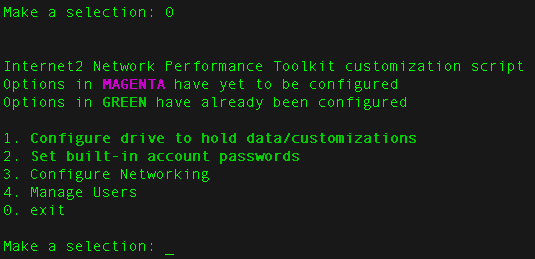 Make a selection: 0
Internet2 Network Performance Toolkit customization script
Options in MAGENTA have yet to be configured
Options in GREEN have already been configured
1. Configure drive to hold data/customizations
2. Set built-in account passwords
3. Configure Networking
4. Manage Users
0. exit
Make a selection: _